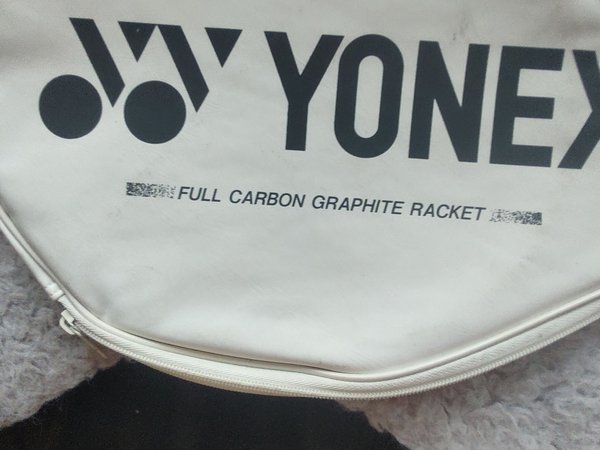 YONEX
FULL CARBON GRAPHITE RACKET